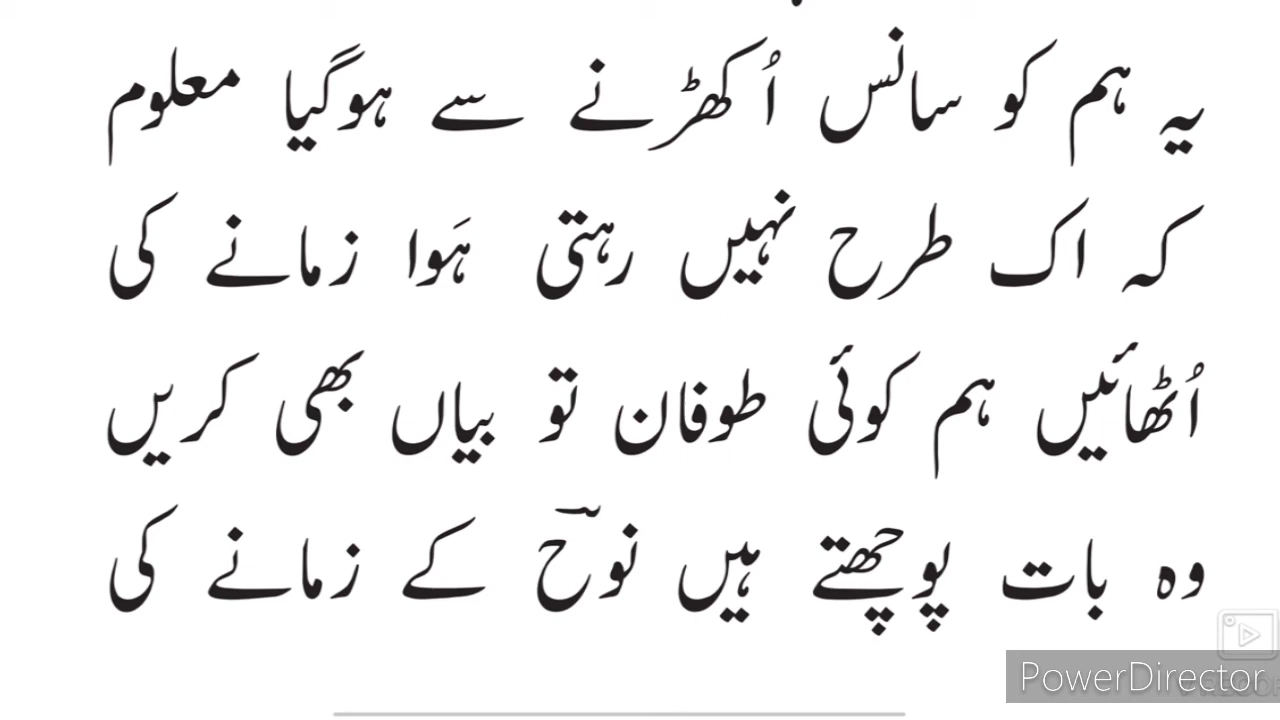 یہ ہم کو سانس اُکھڑنے سے ہوگیا معلوم
کہ اک طرح نہیں رہتی ہَوا زمانے کی
اُٹھائیں ہم کوئی طوفان تو بیاں بھی کریں
وہ بات پوچھتے ہیں نوحؔ کے زمانے کی
PowerDirector